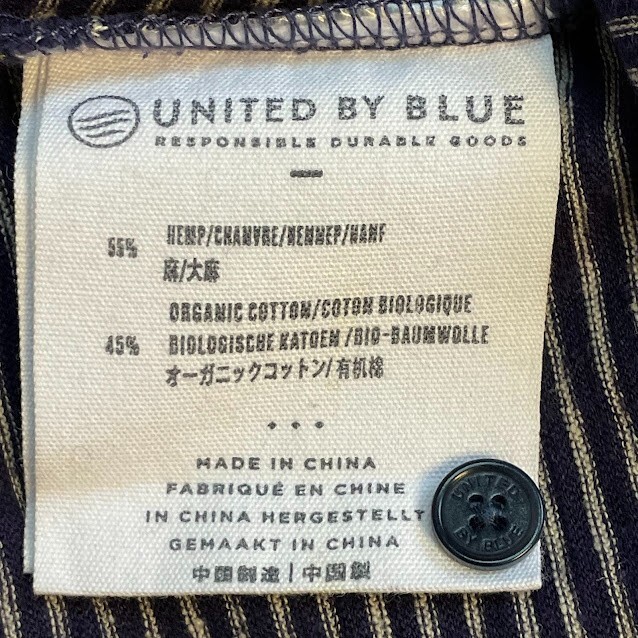 UNITED BY BLUE
RESPONSIBLE DURABLE GOODS
55% HEMP/CHANVRE/HENNEP/HANF
麻/大麻
ORGANIC COTTON/COTON BIOLOGIQUE
45% BIOLOGISCHE KATOEN /BIO-BAUMWOLLE
オーガニックコットン/有机棉
MADE IN CHINA
FABRIQUÉ EN CHINE
IN CHINA HERGESTELLT
GEMAAKT IN CHINA
中国制造 | 中国製
UNITED
BY BLUE